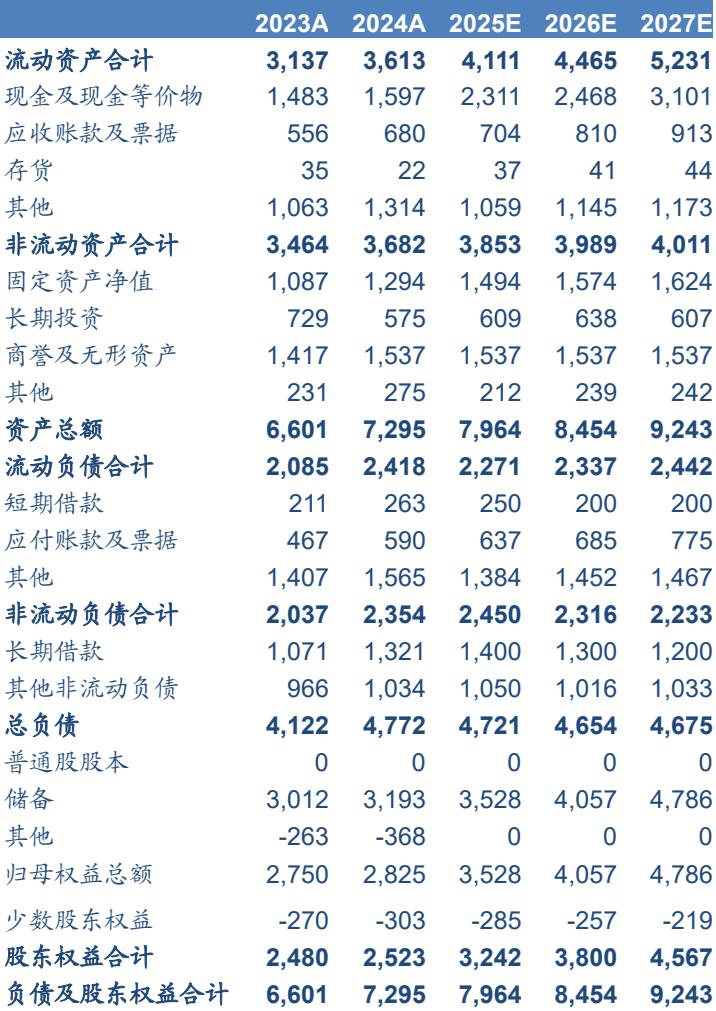 2023A 2024A 2025E 2026E 2027E
流动资产合计 3,137 3,613 4,111 4,465 5,231
现金及现金等价物 1,483 1,597 2,311 2,468 3,101
应收账款及票据 556 680 704 810 913
存货 35 22 37 41 44
其他 1,063 1,314 1,059 1,145 1,173
非流动资产合计 3,464 3,682 3,853 3,989 4,011
固定资产净值 1,087 1,294 1,494 1,574 1,624
长期投资 729 575 609 638 607
商誉及无形资产 1,417 1,537 1,537 1,537 1,537
其他 231 275 212 239 242
资产总额 6,601 7,295 7,964 8,454 9,243
流动负债合计 2,085 2,418 2,271 2,337 2,442
短期借款 211 263 250 200 200
应付账款及票据 467 590 637 685 775
其他 1,407 1,565 1,384 1,452 1,467
非流动负债合计 2,037 2,354 2,450 2,316 2,233
长期借款 1,071 1,321 1,400 1,300 1,200
其他非流动负债 966 1,034 1,050 1,016 1,033
总负债 4,122 4,772 4,721 4,654 4,675
普通股股本 0 0 0 0 0
储备 3,012 3,193 3,528 4,057 4,786
其他 -263 -368 0 0 0
归母权益总额 2,750 2,825 3,528 4,057 4,786
少数股东权益 -270 -303 -285 -257 -219
股东权益合计 2,480 2,523 3,242 3,800 4,567
负债及股东权益合计 6,601 7,295 7,964 8,454 9,243